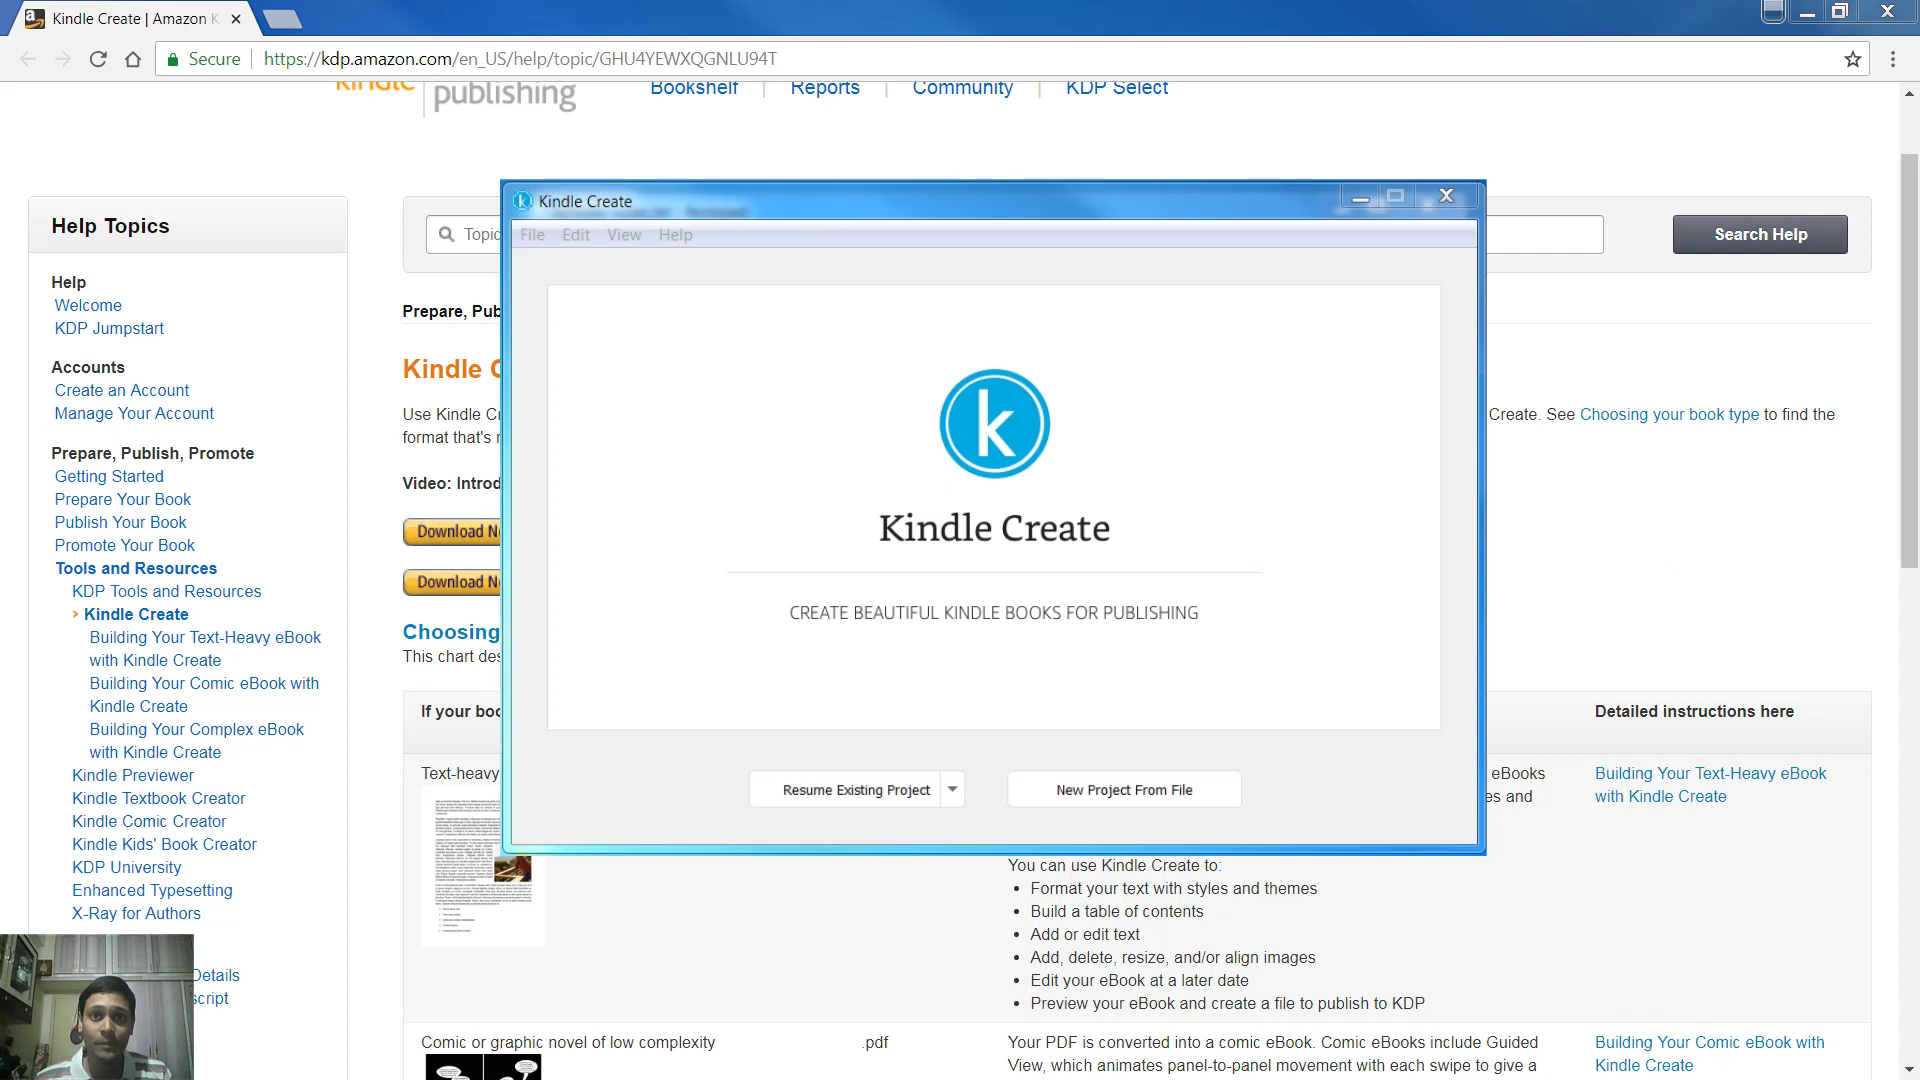 Kindle Create | Amazon K
Secure
https://kdp.amazon.com/en_US/help/topic/GHU4YEWXQGNLU94T
kindle
publishing
Bookshelf
Reports
Community
KDP Select
Help Topics
Help
Welcome
KDP Jumpstart
Accounts
Create an Account
Manage Your Account
Prepare, Publish, Promote
Getting Started
Prepare Your Book
Publish Your Book
Promote Your Book
Tools and Resources
KDP Tools and Resources
› Kindle Create
Building Your Text-Heavy eBook
with Kindle Create
Building Your Comic eBook with
Kindle Create
Building Your Complex eBook
with Kindle Create
Kindle Previewer
Kindle Textbook Creator
Kindle Comic Creator
Kindle Kids' Book Creator
KDP University
Enhanced Typesetting
X-Ray for Authors
Details
script
Topic
Search Help
Prepare, Pub
Kindle C
Use Kindle Cr
format that's r
Create. See Choosing your book type to find the
Video: Introd
Download N
Download N
Choosing
This chart des
If your boo
Detailed instructions here
Text-heavy
eBooks
es and
Building Your Text-Heavy eBook
with Kindle Create
Kindle Create
File Edit View Help
k
Kindle Create
CREATE BEAUTIFUL KINDLE BOOKS FOR PUBLISHING
Resume Existing Project
New Project From File
You can use Kindle Create to:
• Format your text with styles and themes
• Build a table of contents
• Add or edit text
• Add, delete, resize, and/or align images
• Edit your eBook at a later date
• Preview your eBook and create a file to publish to KDP
Comic or graphic novel of low complexity
.pdf
Your PDF is converted into a comic eBook. Comic eBooks include Guided
View, which animates panel-to-panel movement with each swipe to give a
Building Your Comic eBook with
Kindle Create